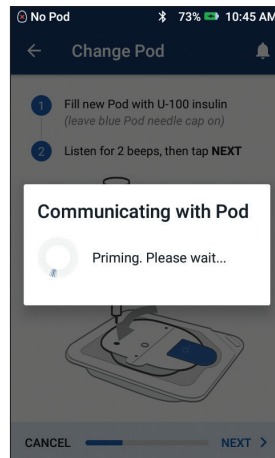 No Pod 73% 10:45 AM
Change Pod
1 Fill new Pod with U-100 insulin
(leave blue Pod needle cap on)
2 Listen for 2 beeps, then tap NEXT
Communicating with Pod
Priming. Please wait...
CANCEL NEXT >